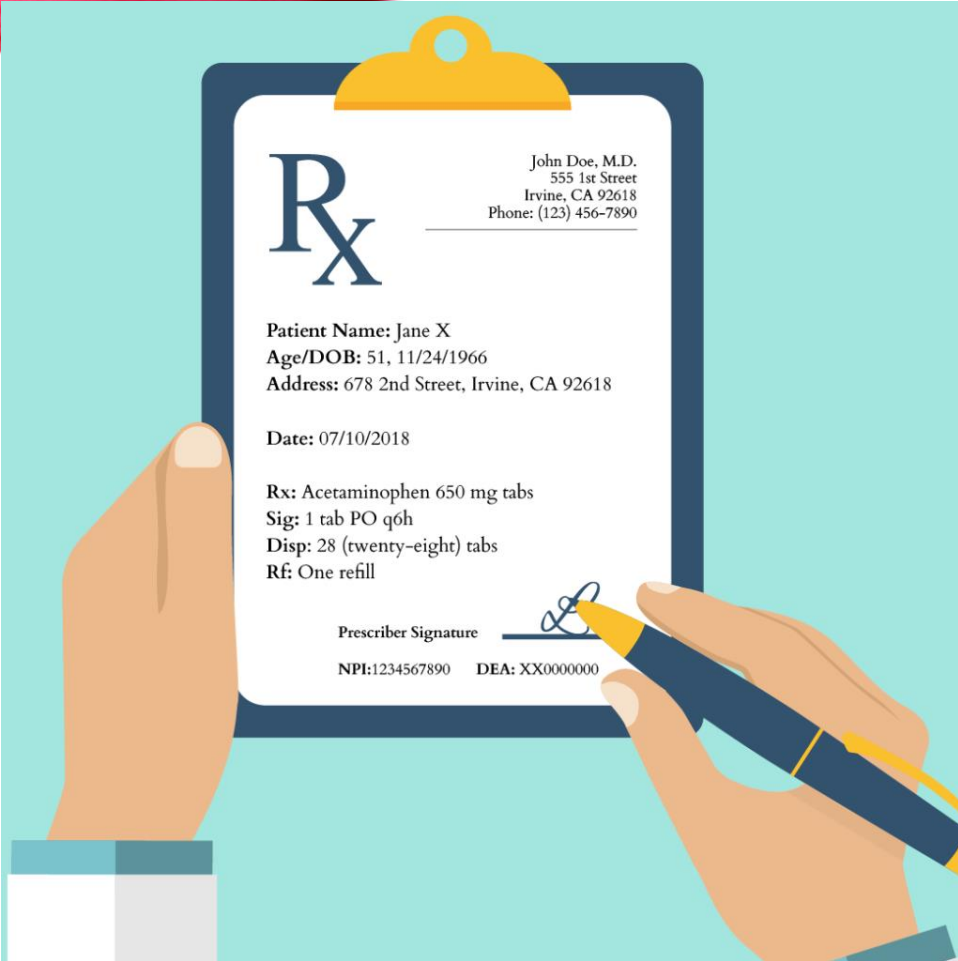 Rx
John Doe, M.D.
555 1st Street
Irvine, CA 92618
Phone: (123) 456-7890
Patient Name: Jane X
Age/DOB: 51, 11/24/1966
Address: 678 2nd Street, Irvine, CA 92618
Date: 07/10/2018
Rx: Acetaminophen 650 mg tabs
Sig: 1 tab PO q6h
Disp: 28 (twenty-eight) tabs
Rf: One refill
Prescriber Signature
NPI:1234567890 DEA: XX0000000